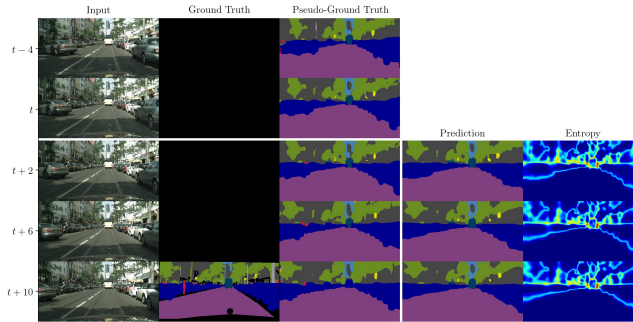 Input Ground Truth Pseudo-Ground Truth
t − 4
t
Prediction Entropy
t + 2
t + 6
t + 10